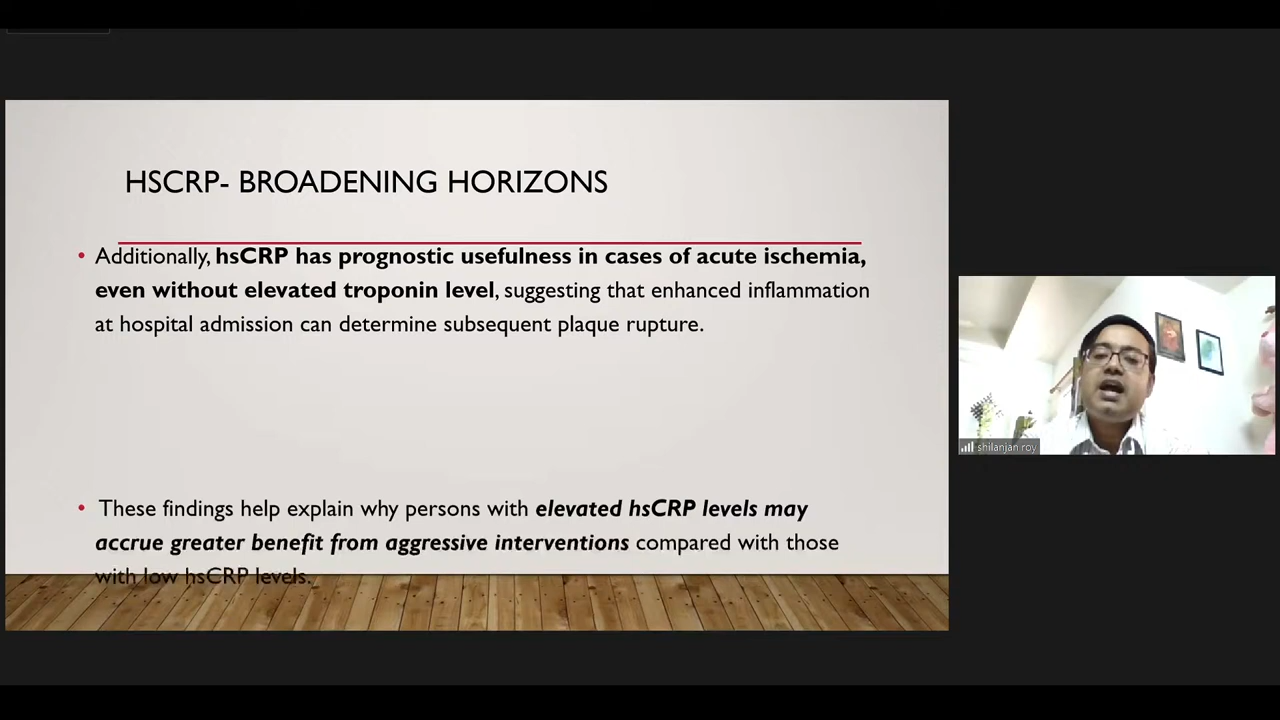 HSCRP- BROADENING HORIZONS
• Additionally, hsCRP has prognostic usefulness in cases of acute ischemia,
even without elevated troponin level, suggesting that enhanced inflammation
at hospital admission can determine subsequent plaque rupture.
• These findings help explain why persons with elevated hsCRP levels may
accrue greater benefit from aggressive interventions compared with those
with low hsCRP levels.
shilanjan roy